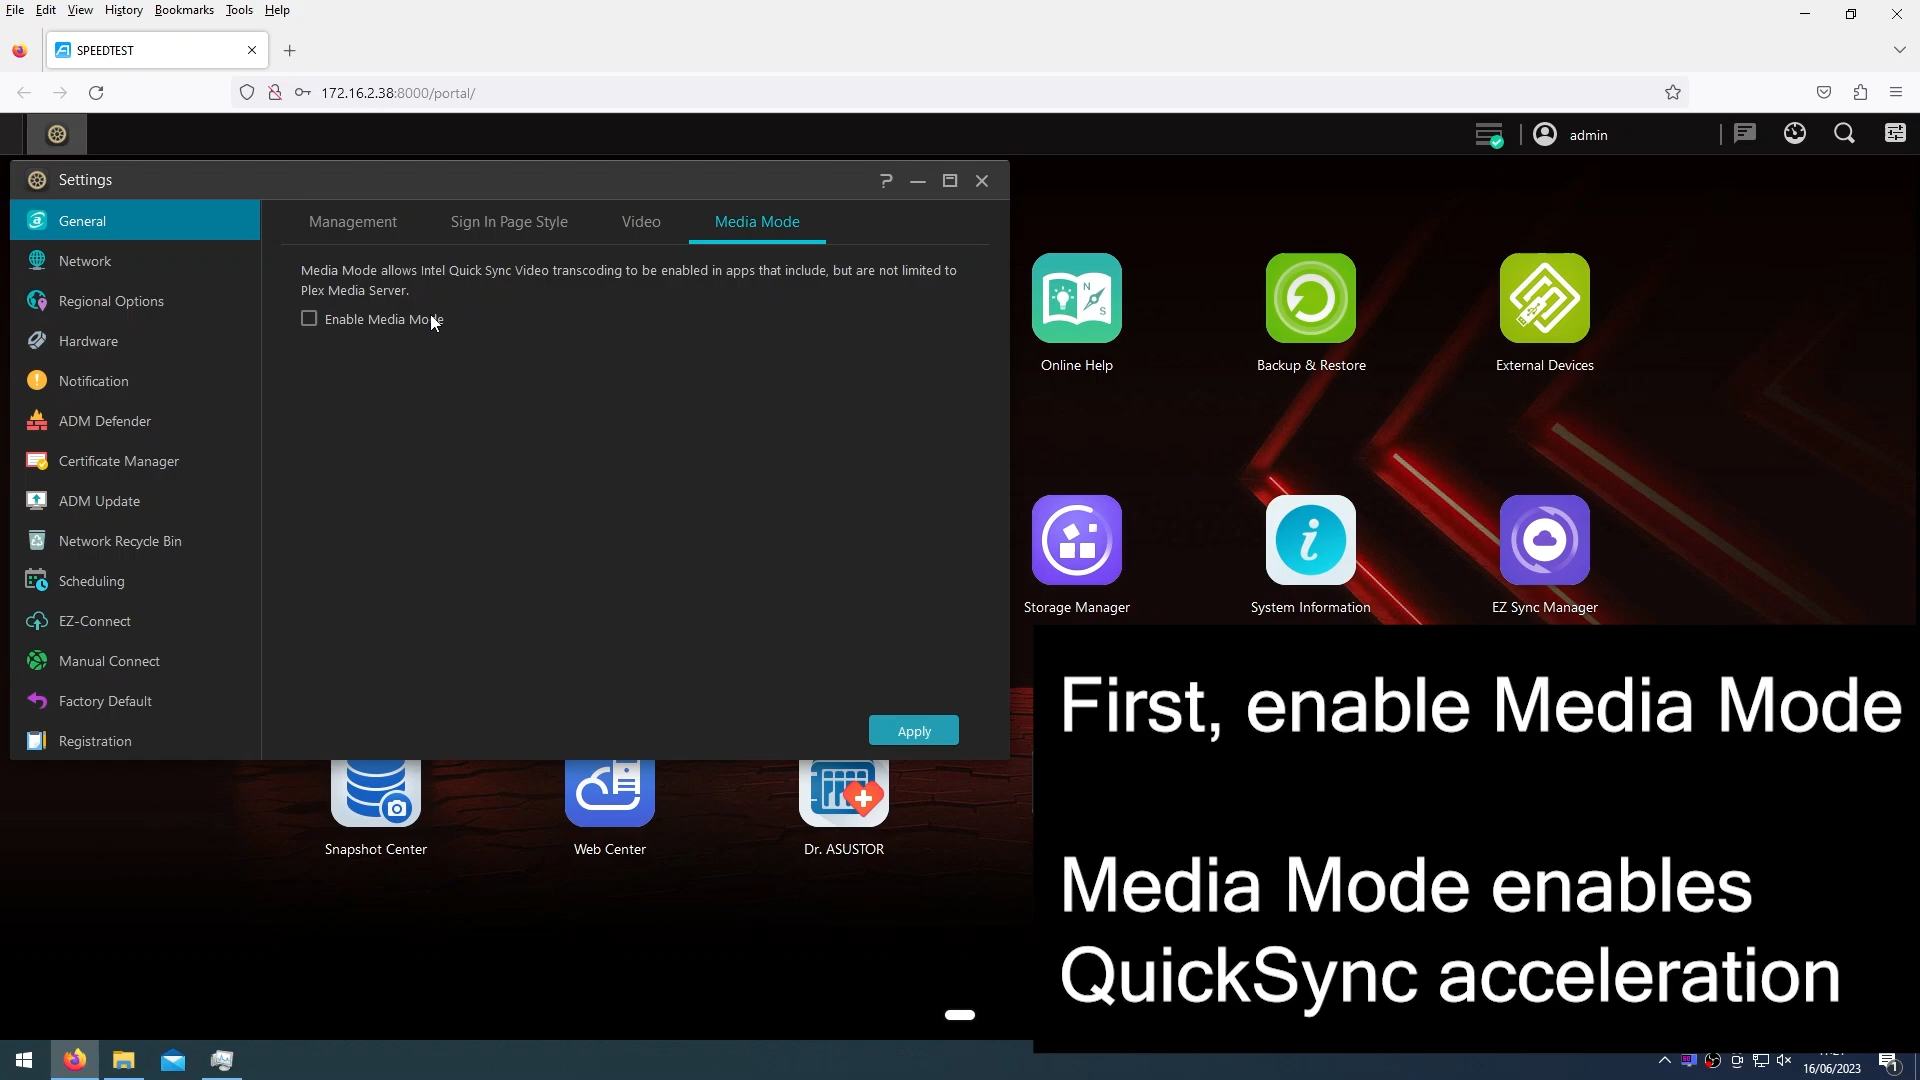 File Edit View History Bookmarks Tools Help
SPEEDTEST
172.16.2.38:8000/portal/
admin
Settings
General
Network
Regional Options
Hardware
Notification
ADM Defender
Certificate Manager
ADM Update
Network Recycle Bin
Scheduling
EZ-Connect
Manual Connect
Factory Default
Registration
Management Sign In Page Style Video Media Mode
Media Mode allows Intel Quick Sync Video transcoding to be enabled in apps that include, but are not limited to
Plex Media Server.
Enable Media Mode
Apply
Online Help Backup & Restore External Devices
Storage Manager System Information EZ Sync Manager
Snapshot Center Web Center Dr. ASUSTOR
First, enable Media Mode
Media Mode enables
QuickSync acceleration
16/06/2023
1